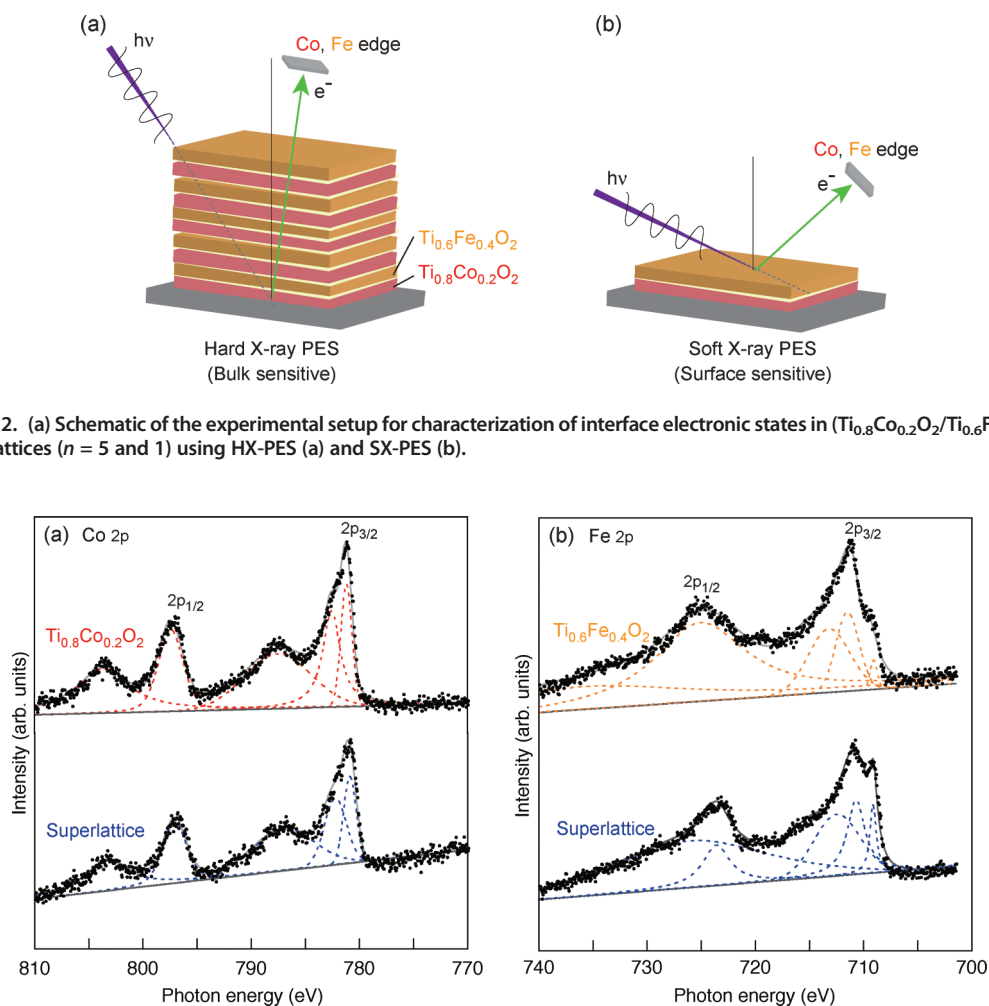 (a)
(b)
hν
Co, Fe edge
e⁻
Co, Fe edge
hν
e⁻
Ti₀.₆Fe₀.₄O₂
Ti₀.₈Co₀.₂O₂
Hard X-ray PES
(Bulk sensitive)
Soft X-ray PES
(Surface sensitive)
2. (a) Schematic of the experimental setup for characterization of interface electronic states in (Ti₀.₈Co₀.₂O₂/Ti₀.₆F
attices (n = 5 and 1) using HX-PES (a) and SX-PES (b).
(a) Co 2p
2p₃/₂
2p₁/₂
Ti₀.₈Co₀.₂O₂
Superlattice
Intensity (arb. units)
810 800 790 780 770
Photon energy (eV)
(b) Fe 2p
2p₃/₂
2p₁/₂
Ti₀.₆Fe₀.₄O₂
Superlattice
Intensity (arb. units)
740 730 720 710 700
Photon energy (eV)